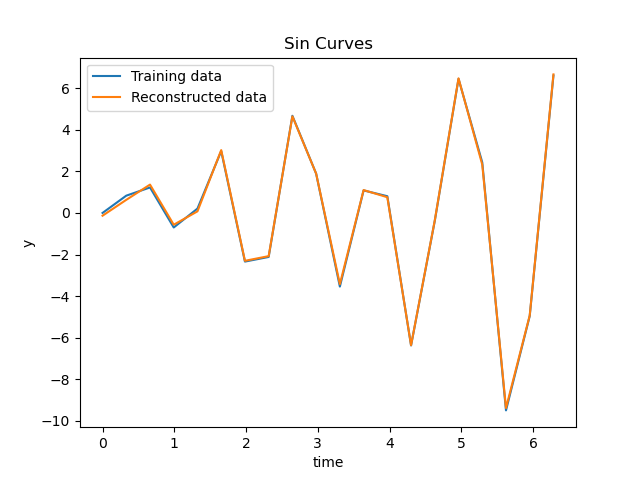 Sin Curves
Training data
Reconstructed data
6
4
2
0
−2
−4
−6
−8
−10
y
0 1 2 3 4 5 6
time